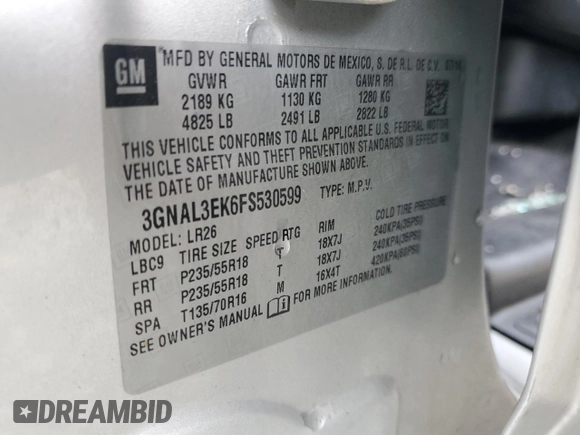 GM
MFD BY GENERAL MOTORS DE MEXICO, S. DE R.L. DE C.V.
GVWR GAWR FRT GAWR RR
2189 KG 1130 KG 1280 KG
4825 LB 2491 LB 2822 LB
THIS VEHICLE CONFORMS TO ALL APPLICABLE U.S. FEDERAL MOTOR
VEHICLE SAFETY AND THEFT PREVENTION STANDARDS IN EFFECT ON THE
DATE OF MANUFACTURE SHOWN ABOVE.
3GNAL3EK6FS530599 TYPE: M.P.V.
MODEL: LR26
LBC9 TIRE SIZE SPEED RTG RIM COLD TIRE PRESSURE
FRT P235/55R18 T 18X7J 240KPA(35PSI)
RR P235/55R18 T 18X7J 240KPA(35PSI)
SPA T135/70R16 M 16X4T 420KPA(60PSI)
SEE OWNER'S MANUAL FOR MORE INFORMATION.
DREAMBID